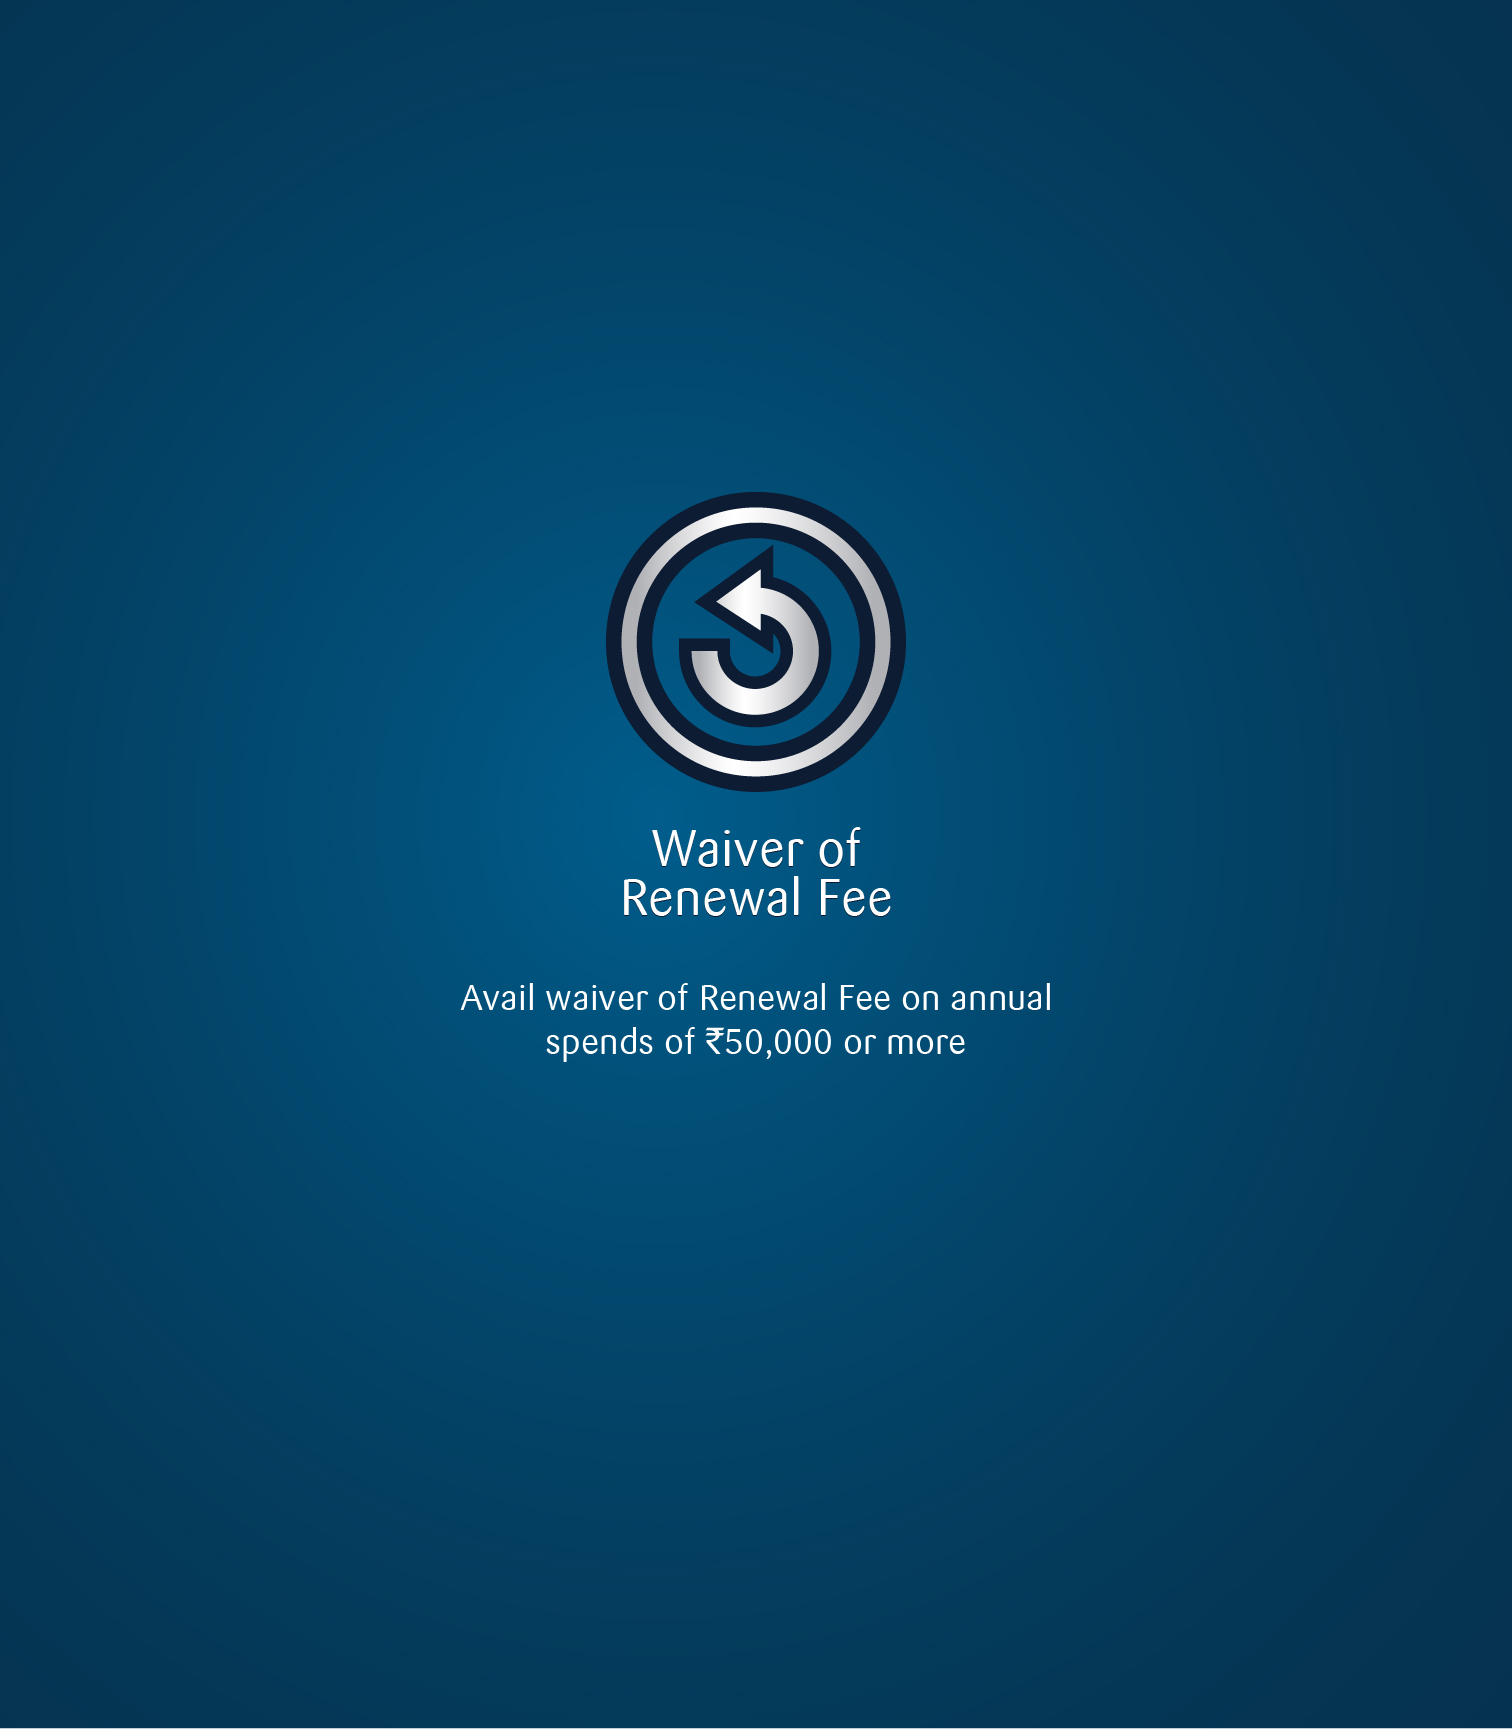 Waiver of
Renewal Fee
Avail waiver of Renewal Fee on annual
spends of ₹50,000 or more